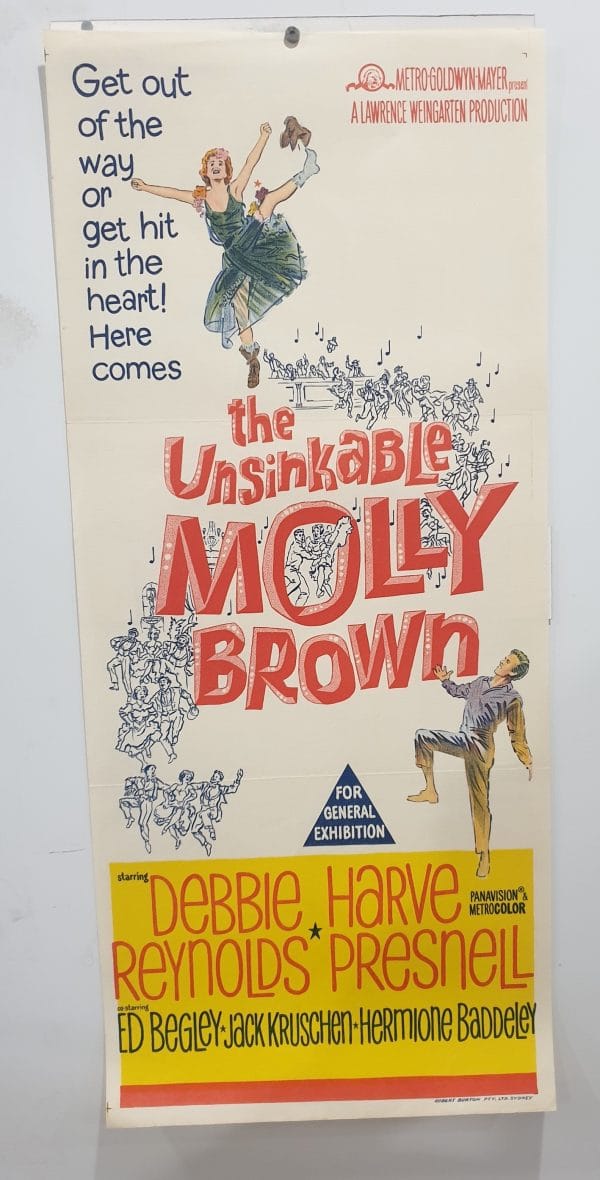 Get out
of the
way
or
get hit
in the
heart!
Here
comes
METRO-GOLDWYN-MAYER present
A LAWRENCE WEINGARTEN PRODUCTION
the
Unsinkable
MOLLY
BROWn
FOR
GENERAL
EXHIBITION
starring
DEBBIE HARVE
REYNOLDS ★ PRESNELL
PANAVISION® &
METROCOLOR
co-starring
ED BEGLEY ★ JACK KRUSCHEN ★ HERMIONE BADDELEY
ROBERT BURTON PTY. LTD. SYDNEY